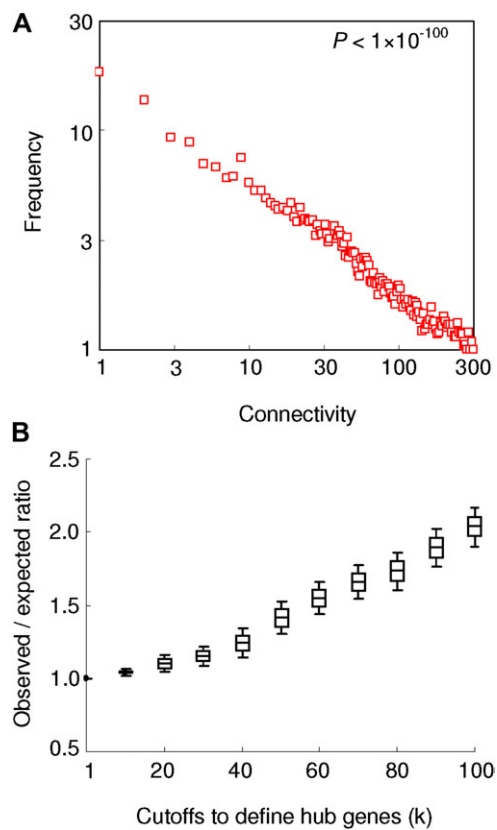 A
P < 1×10⁻¹⁰⁰
30
10
3
1
Frequency
1 3 10 30 100 300
Connectivity
B
2.5
2.0
1.5
1.0
0.5
Observed / expected ratio
1 20 40 60 80 100
Cutoffs to define hub genes (k)